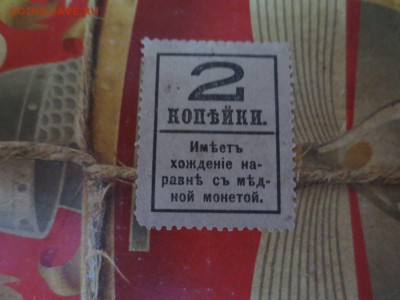 2
КОПѢЙКИ.
Имѣетъ
хожденіе на-
равнѣ съ мѣд-
ной монетой.